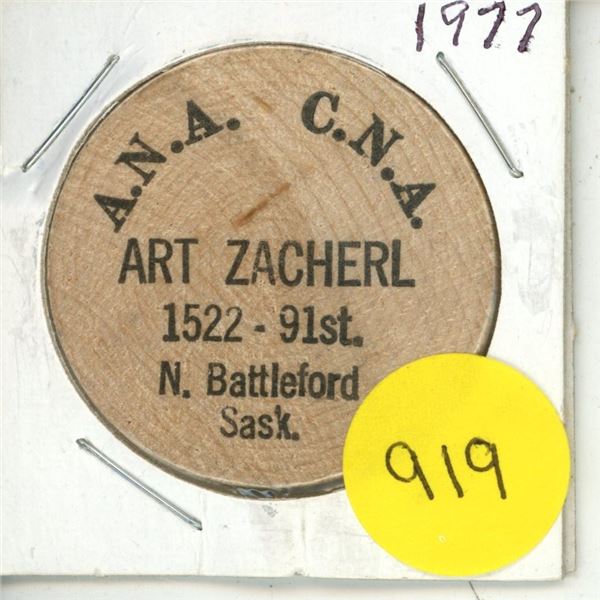 1977
A.N.A. C.N.A.
ART ZACHERL
1522 - 91st.
N. Battleford
Sask.
919